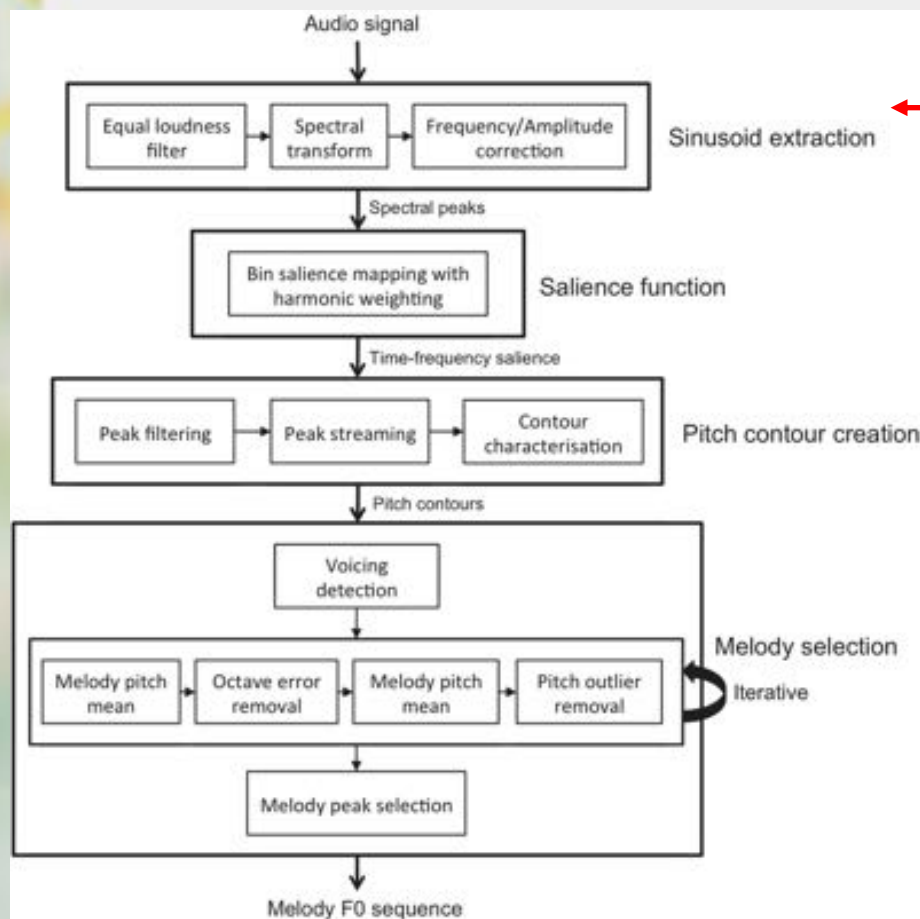 Audio signal
Equal loudness
filter
Spectral
transform
Frequency/Amplitude
correction
Sinusoid extraction
Spectral peaks
Bin salience mapping with
harmonic weighting
Salience function
Time-frequency salience
Peak filtering
Peak streaming
Contour
characterisation
Pitch contour creation
Pitch contours
Voicing
detection
Melody selection
Melody pitch
mean
Octave error
removal
Melody pitch
mean
Pitch outlier
removal
Iterative
Melody peak selection
Melody F0 sequence